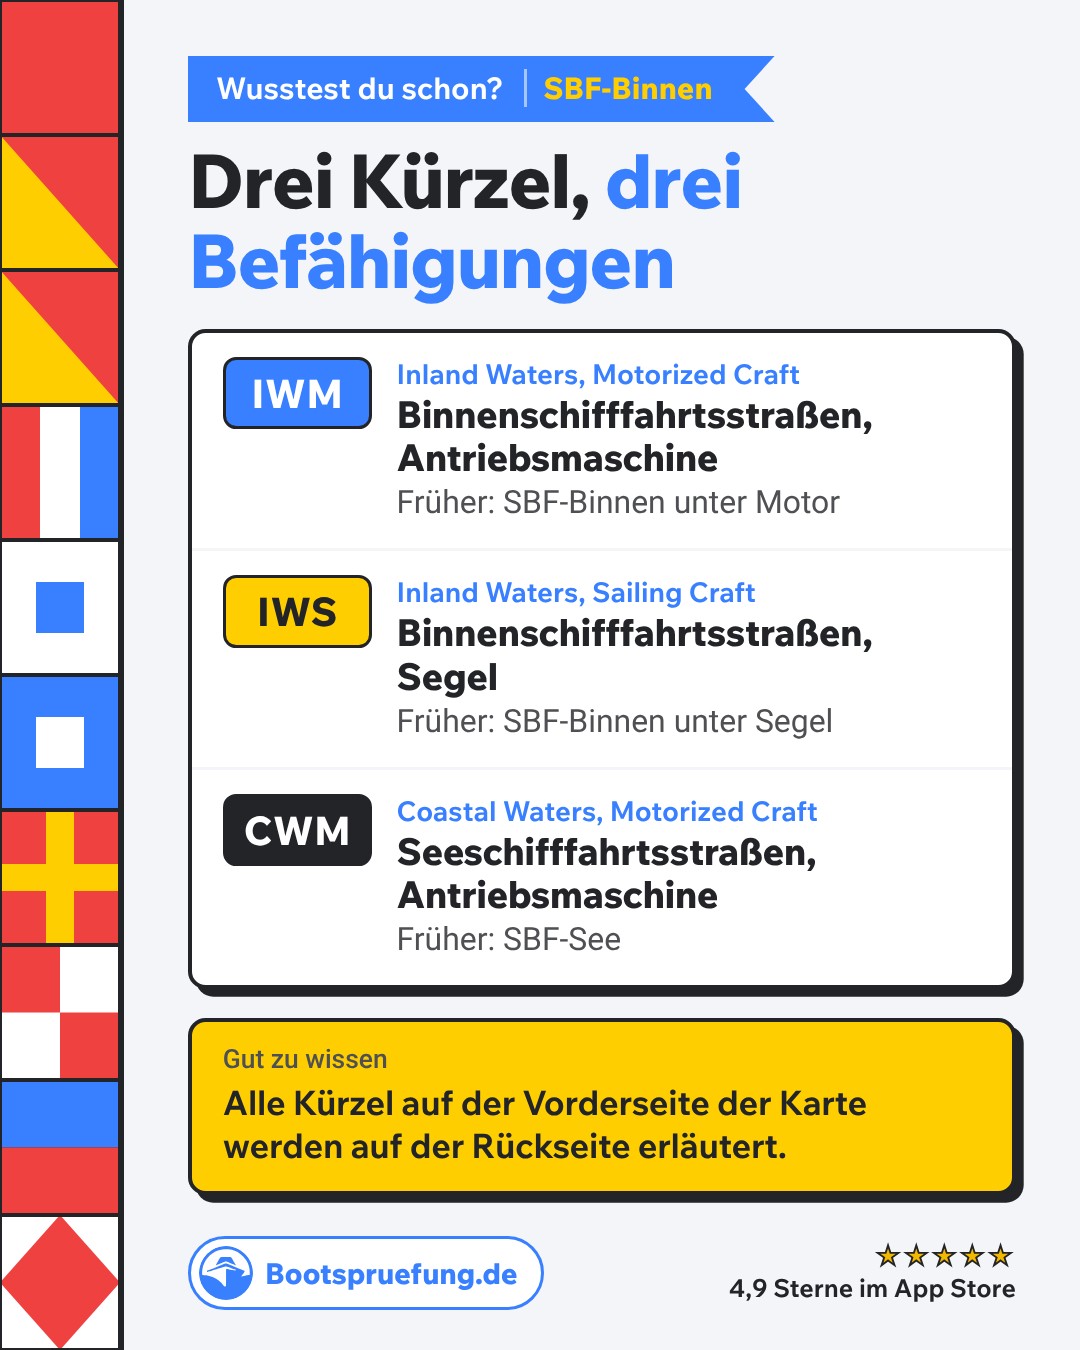 Wusstest du schon? SBF-Binnen
Drei Kürzel, drei
Befähigungen
IWM
Inland Waters, Motorized Craft
Binnenschifffahrtsstraßen,
Antriebsmaschine
Früher: SBF-Binnen unter Motor
IWS
Inland Waters, Sailing Craft
Binnenschifffahrtsstraßen,
Segel
Früher: SBF-Binnen unter Segel
CWM
Coastal Waters, Motorized Craft
Seeschifffahrtsstraßen,
Antriebsmaschine
Früher: SBF-See
Gut zu wissen
Alle Kürzel auf der Vorderseite der Karte
werden auf der Rückseite erläutert.
Bootspruefung.de
4,9 Sterne im App Store